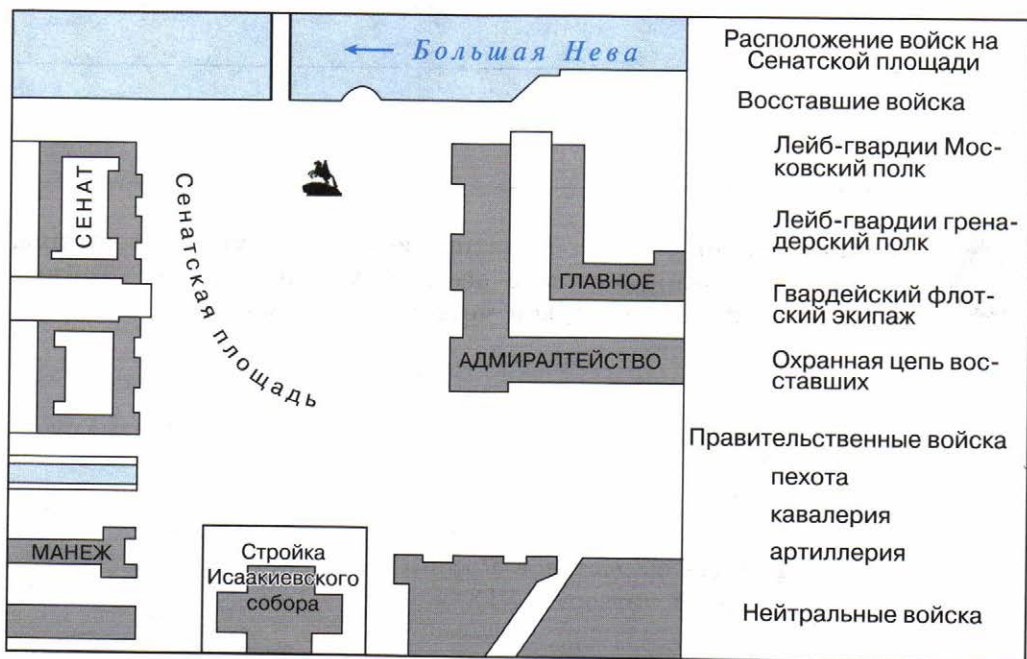 Большая Нева
СЕНАТ
Сенатская площадь
ГЛАВНОЕ
АДМИРАЛТЕЙСТВО
МАНЕЖ
Стройка
Исаакиевского
собора
Расположение войск на
Сенатской площади
Восставшие войска
Лейб-гвардии Мос-
ковский полк
Лейб-гвардии грена-
дерский полк
Гвардейский флот-
ский экипаж
Охранная цепь вос-
ставших
Правительственные войска
пехота
кавалерия
артиллерия
Нейтральные войска